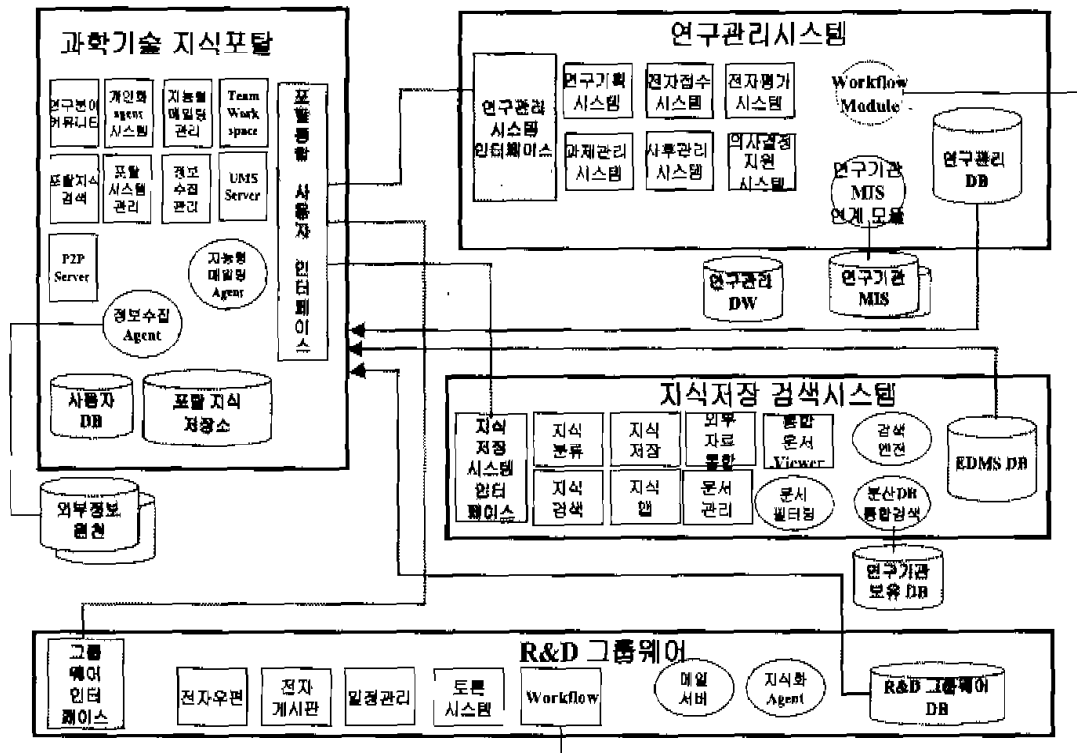 과학기술 지식포탈
연구분야
커뮤니티
개인화
agent
시스템
지능형
메일링
관리
Team
Work
space
포탈지식
검색
포탈
시스템
관리
정보
수집
관리
UMS
Server
P2P
Server
지능형
메일링
Agent
정보수집
Agent
사용자
DB
포탈 지식
저장소
포탈통합 사용자 인터페이스
외부정보
원천
연구관리시스템
연구관리
시스템
인터페이스
연구기획
시스템
전자접수
시스템
전자평가
시스템
과제관리
시스템
사후관리
시스템
의사결정
지원
시스템
Workflow
Module
연구기관
MIS
연계 모듈
연구관리
DB
연구관리
DW
연구기관
MIS
지식저장 검색시스템
지식
저장
시스템
인터
페이스
지식
분류
지식
저장
외부
자료
통합
통합
문서
Viewer
검색
엔진
지식
검색
지식
맵
문서
관리
문서
필터링
분산DB
통합검색
EDMS DB
연구기관
보유 DB
R&D 그룹웨어
그룹
웨어
인터
페이스
전자우편
전자
게시판
일정관리
토론
시스템
Workflow
메일
서버
지식화
Agent
R&D 그룹웨어
DB